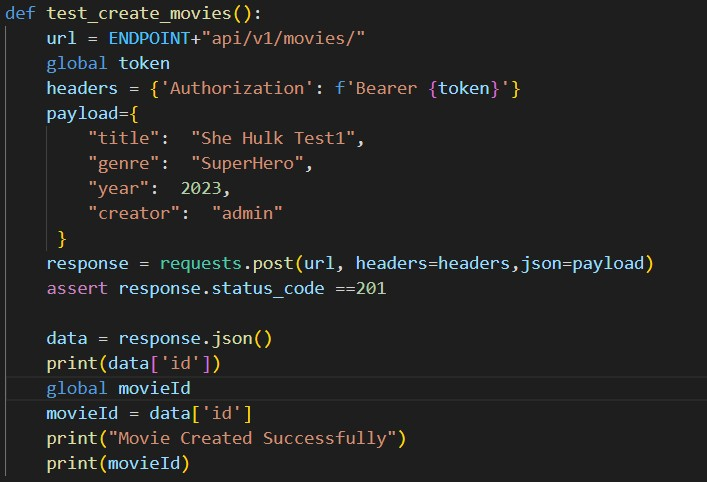 def test_create_movies():
    url = ENDPOINT+"api/v1/movies/"
    global token
    headers = {'Authorization': f'Bearer {token}'}
    payload={
        "title":  "She Hulk Test1",
        "genre":  "SuperHero",
        "year":  2023,
        "creator":  "admin"
     }
    response = requests.post(url, headers=headers,json=payload)
    assert response.status_code ==201

    data = response.json()
    print(data['id'])
    global movieId
    movieId = data['id']
    print("Movie Created Successfully")
    print(movieId)